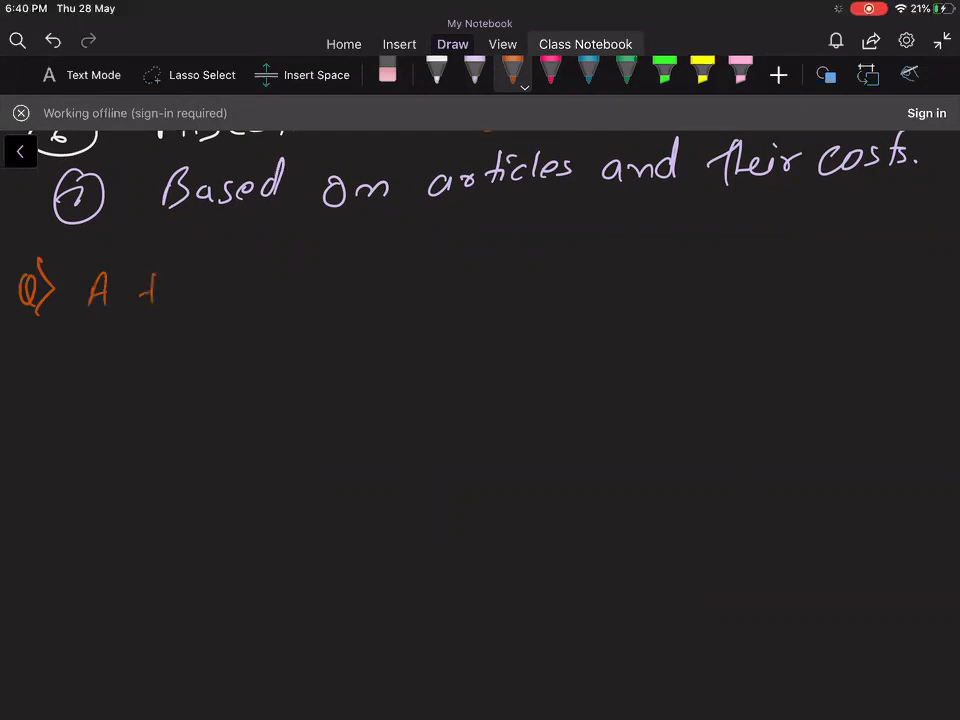 6:40 PM Thu 28 May
21%
My Notebook
Home Insert Draw View Class Notebook
Text Mode Lasso Select Insert Space
Working offline (sign-in required) Sign in
⑦ Based on articles and their costs.
Q> A